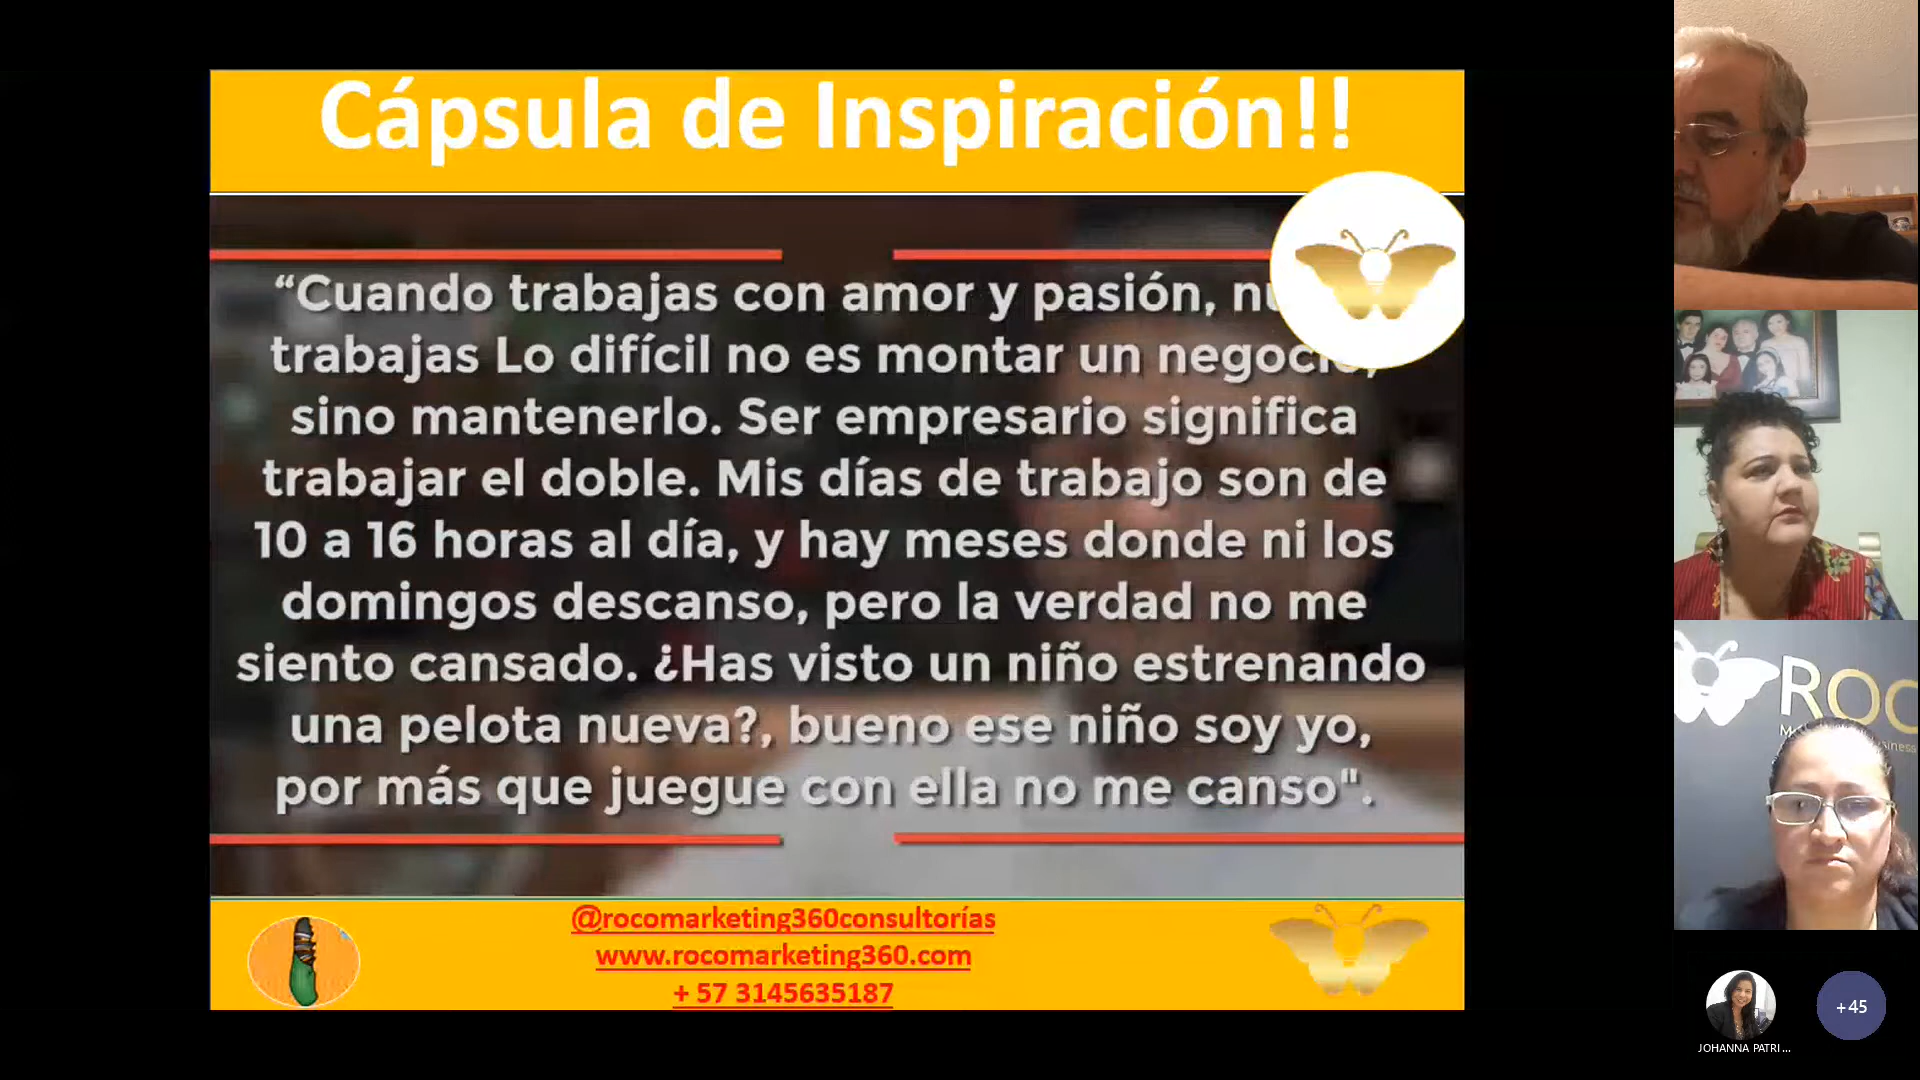 Cápsula de Inspiración!!
“Cuando trabajas con amor y pasión,
trabajas Lo difícil no es montar un negocio,
sino mantenerlo. Ser empresario significa
trabajar el doble. Mis días de trabajo son de
10 a 16 horas al día, y hay meses donde ni los
domingos descanso, pero la verdad no me
siento cansado. ¿Has visto un niño estrenando
una pelota nueva?, bueno ese niño soy yo,
por más que juegue con ella no me canso".
@rocomarketing360consultorías
www.rocomarketing360.com
+ 57 3145635187
ROC
+45
JOHANNA PATRI...